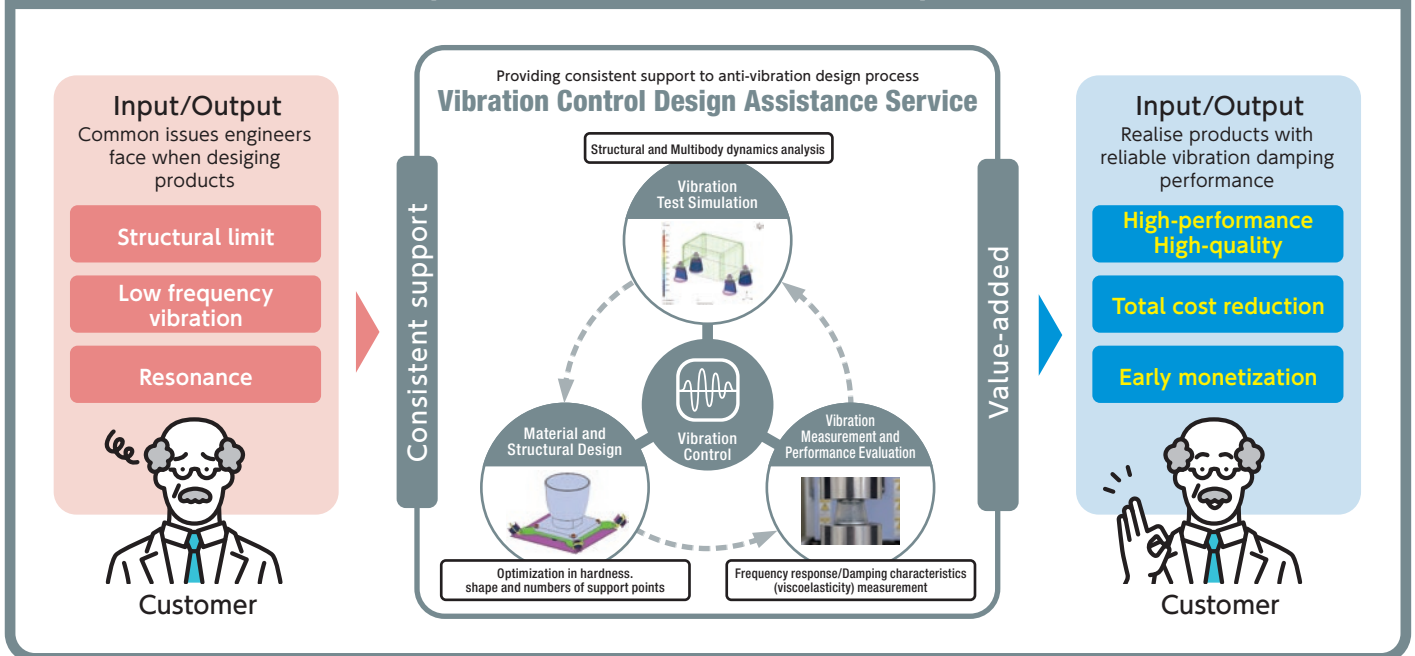 Input/Output
Common issues engineers
face when desiging
products
Structural limit
Low frequency
vibration
Resonance
Customer
Consistent support
Providing consistent support to anti-vibration design process
Vibration Control Design Assistance Service
Structural and Multibody dynamics analysis
Vibration
Test Simulation
Vibration
Control
Material and
Structural Design
Optimization in hardness.
shape and numbers of support points
Vibration
Measurement and
Performance Evaluation
Frequency response/Damping characteristics
(viscoelasticity) measurement
Value-added
Input/Output
Realise products with
reliable vibration damping
performance
High-performance
High-quality
Total cost reduction
Early monetization
Customer